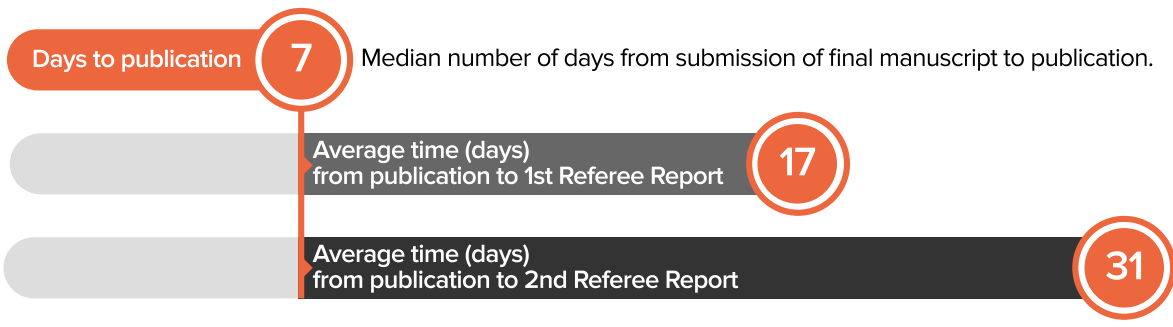 Days to publication 7 Median number of days from submission of final manuscript to publication.
Average time (days)
from publication to 1st Referee Report
17
Average time (days)
from publication to 2nd Referee Report
31